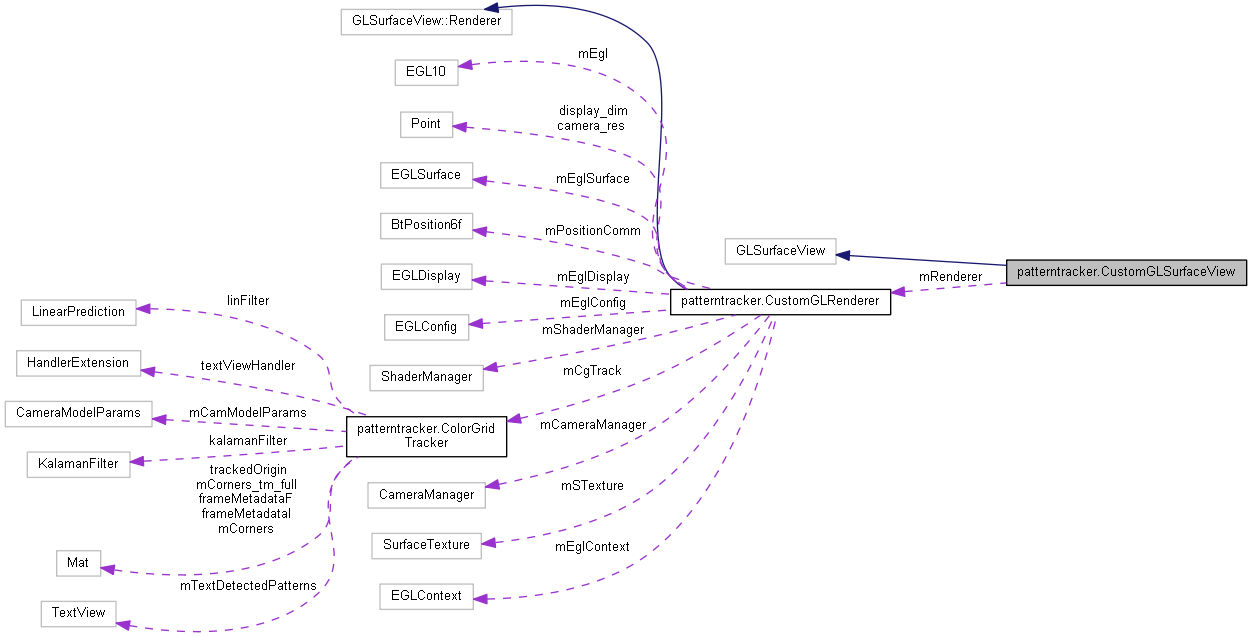 GLSurfaceView::Renderer
mEgl
EGL10
display_dim
camera_res
Point
mEglSurface
EGLSurface
mPositionComm
BtPosition6f
GLSurfaceView
mRenderer
patterntracker.CustomGLSurfaceView
mEglDisplay
EGLDisplay
patterntracker.CustomGLRenderer
mEglConfig
EGLConfig
mShaderManager
ShaderManager
mCgTrack
linFilter
LinearPrediction
textViewHandler
HandlerExtension
mCamModelParams
CameraModelParams
kalamanFilter
KalamanFilter
patterntracker.ColorGrid
Tracker
mCameraManager
CameraManager
trackedOrigin
mCorners_tm_full
frameMetadataF
frameMetadataI
mCorners
mSTexture
SurfaceTexture
mEglContext
EGLContext
Mat
mTextDetectedPatterns
TextView